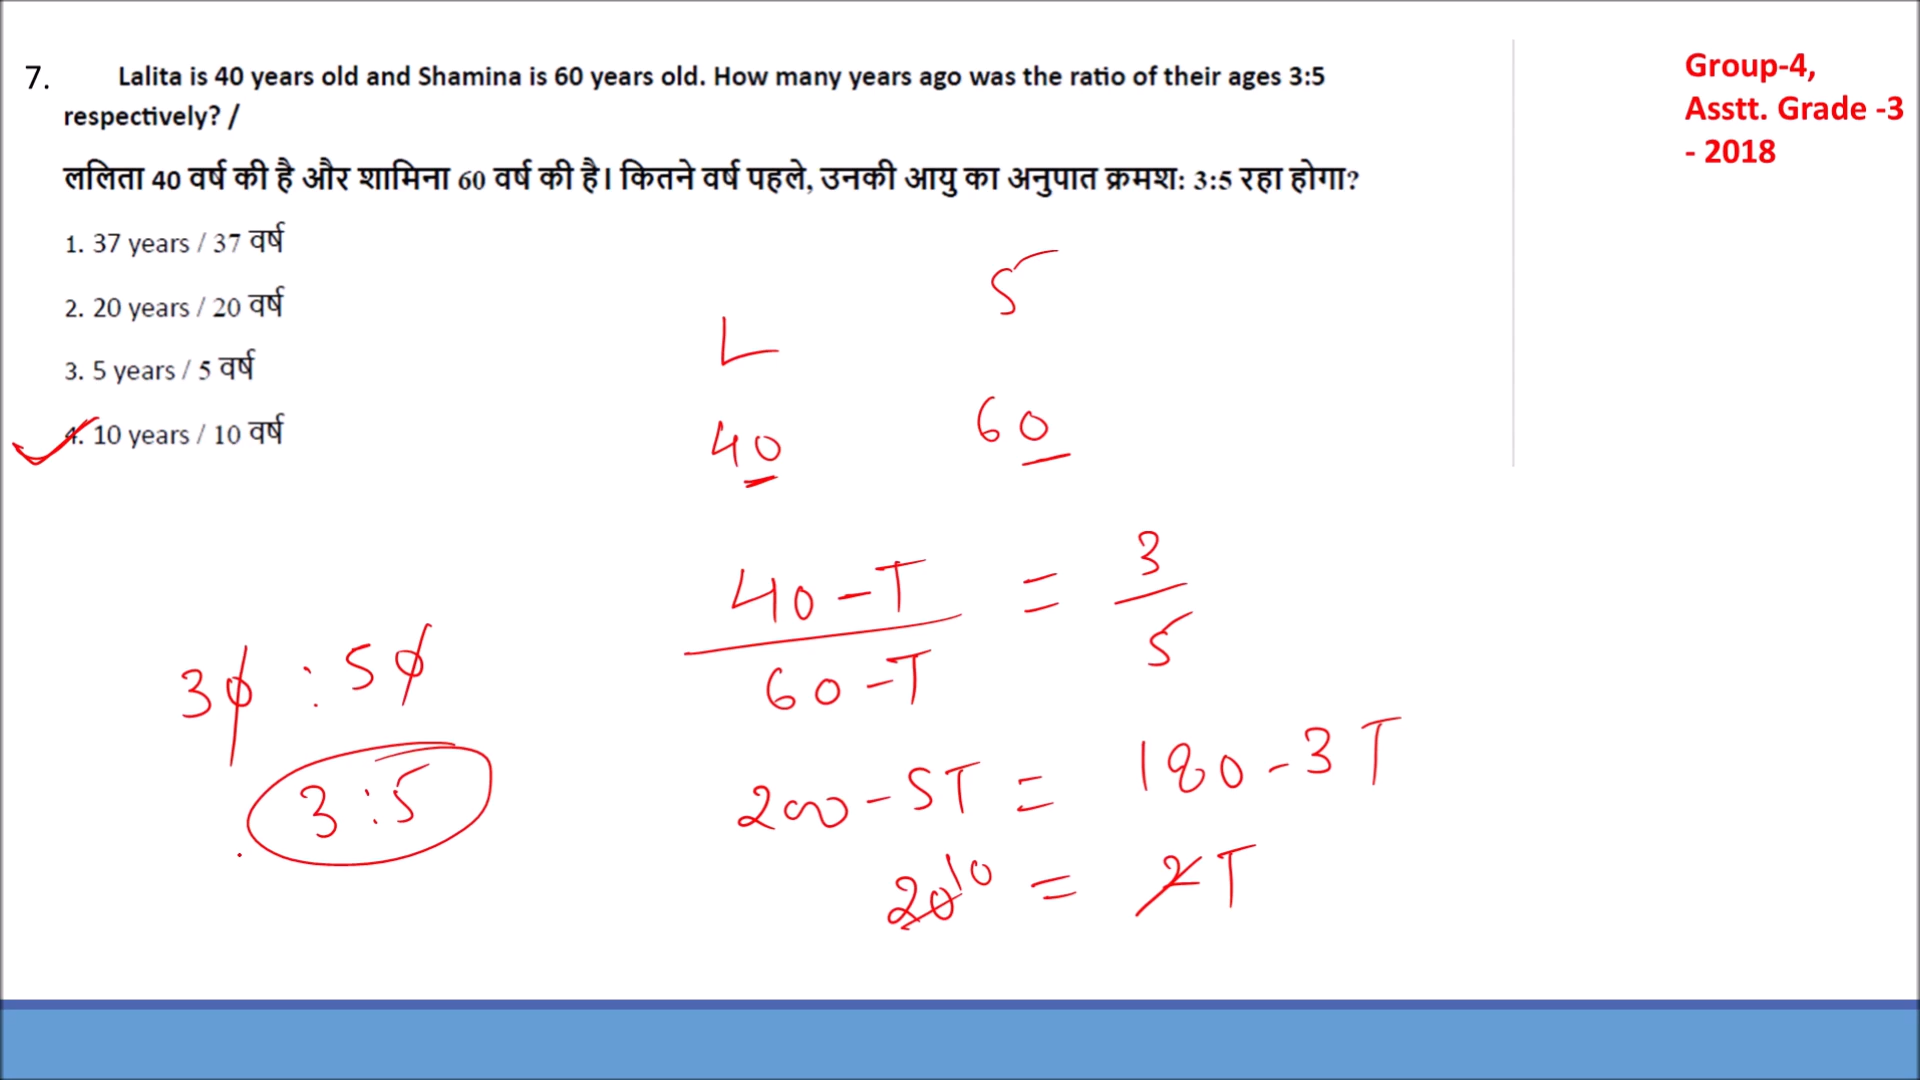 7. Lalita is 40 years old and Shamina is 60 years old. How many years ago was the ratio of their ages 3:5
respectively? /
ललिता 40 वर्ष की है और शामिना 60 वर्ष की है। कितने वर्ष पहले, उनकी आयु का अनुपात क्रमश: 3:5 रहा होगा?
1. 37 years / 37 वर्ष
2. 20 years / 20 वर्ष
3. 5 years / 5 वर्ष
4. 10 years / 10 वर्ष
Group-4,
Asstt. Grade -3
- 2018
L S
40 60
40-T = 3
60-T 5
200-5T = 180-3T
20 10 = 2T
30 : 50
3:5